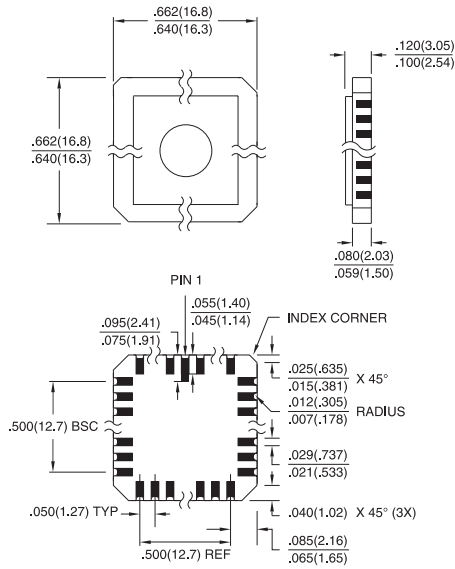 .662(16.8)
.640(16.3)
.120(3.05)
.100(2.54)
.662(16.8)
.640(16.3)
.080(2.03)
.059(1.50)
PIN 1
.055(1.40)
.045(1.14)
.095(2.41)
.075(1.91)
INDEX CORNER
.025(.635)
.015(.381) X 45°
.012(.305)
.007(.178) RADIUS
.500(12.7) BSC
.029(.737)
.021(.533)
.050(1.27) TYP
.040(1.02) X 45° (3X)
.500(12.7) REF
.085(2.16)
.065(1.65)